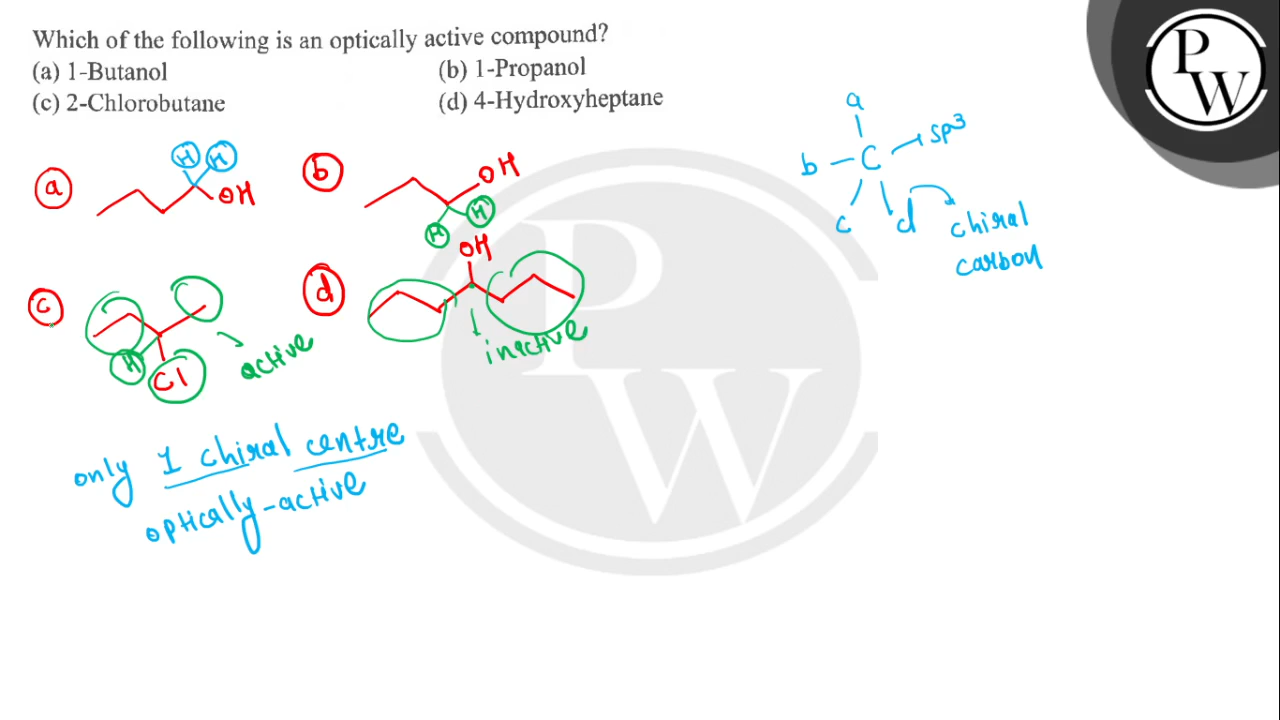 Which of the following is an optically active compound?
(a) 1-Butanol (b) 1-Propanol
(c) 2-Chlorobutane (d) 4-Hydroxyheptane
P
W
a
b - C → sp3
c d chiral
carbon
a H H OH
b OH
H H
c H Cl active
d OH
inactive
only 1 chiral centre
optically-active
P
W